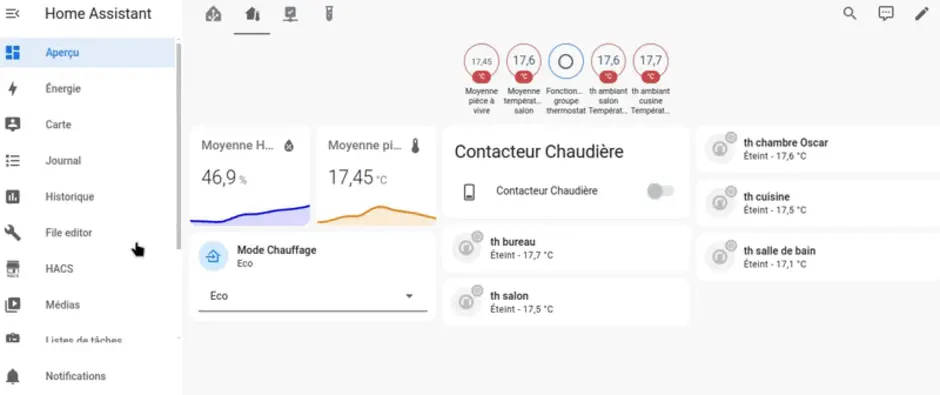 Home Assistant
Aperçu
Énergie
Carte
Journal
Historique
File editor
HACS
Médias
Listes de tâches
Notifications
17,45
°C
Moyenne
pièce à
vivre
17,6
°C
Moyenne
températ...
salon
Fonction...
groupe
thermostat
17,6
°C
th ambiant
salon
Températ...
17,7
°C
th ambiant
cusine
Températ...
Moyenne H...
46,9 %
Moyenne pi...
17,45 °C
Mode Chauffage
Eco
Eco
Contacteur Chaudière
Contacteur Chaudière
th bureau
Éteint - 17,7 °C
th salon
Éteint - 17,5 °C
th chambre Oscar
Éteint - 17,6 °C
th cuisine
Éteint - 17,5 °C
th salle de bain
Éteint - 17,1 °C